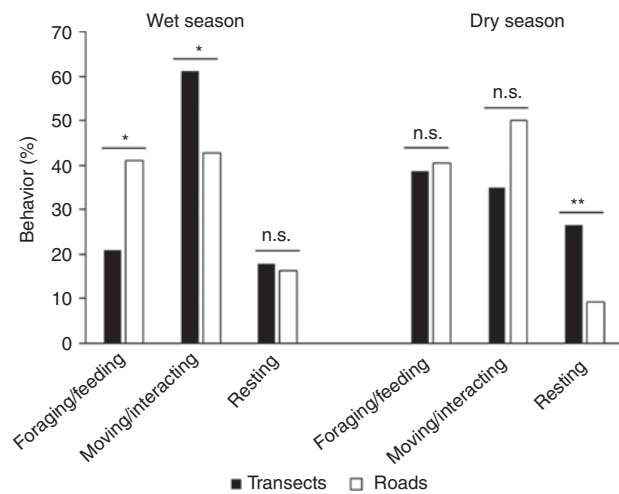 Wet season
Dry season
Behavior (%)
70
60
50
40
30
20
10
0
*
*
n.s.
n.s.
n.s.
**
Foraging/feeding
Moving/interacting
Resting
Foraging/feeding
Moving/interacting
Resting
Transects
Roads